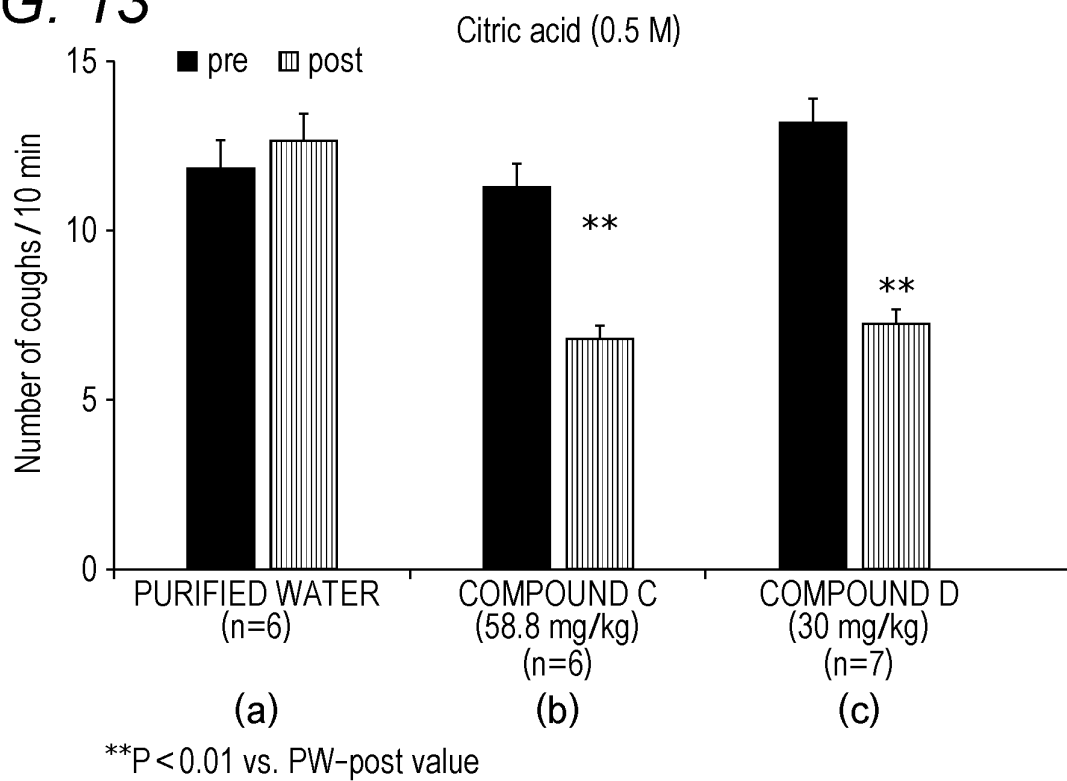 G. 13
Citric acid (0.5 M)
pre post
Number of coughs / 10 min
15
10
5
0
**
**
PURIFIED WATER
(n=6)
COMPOUND C
(58.8 mg/kg)
(n=6)
COMPOUND D
(30 mg/kg)
(n=7)
(a) (b) (c)
**P<0.01 vs. PW-post value